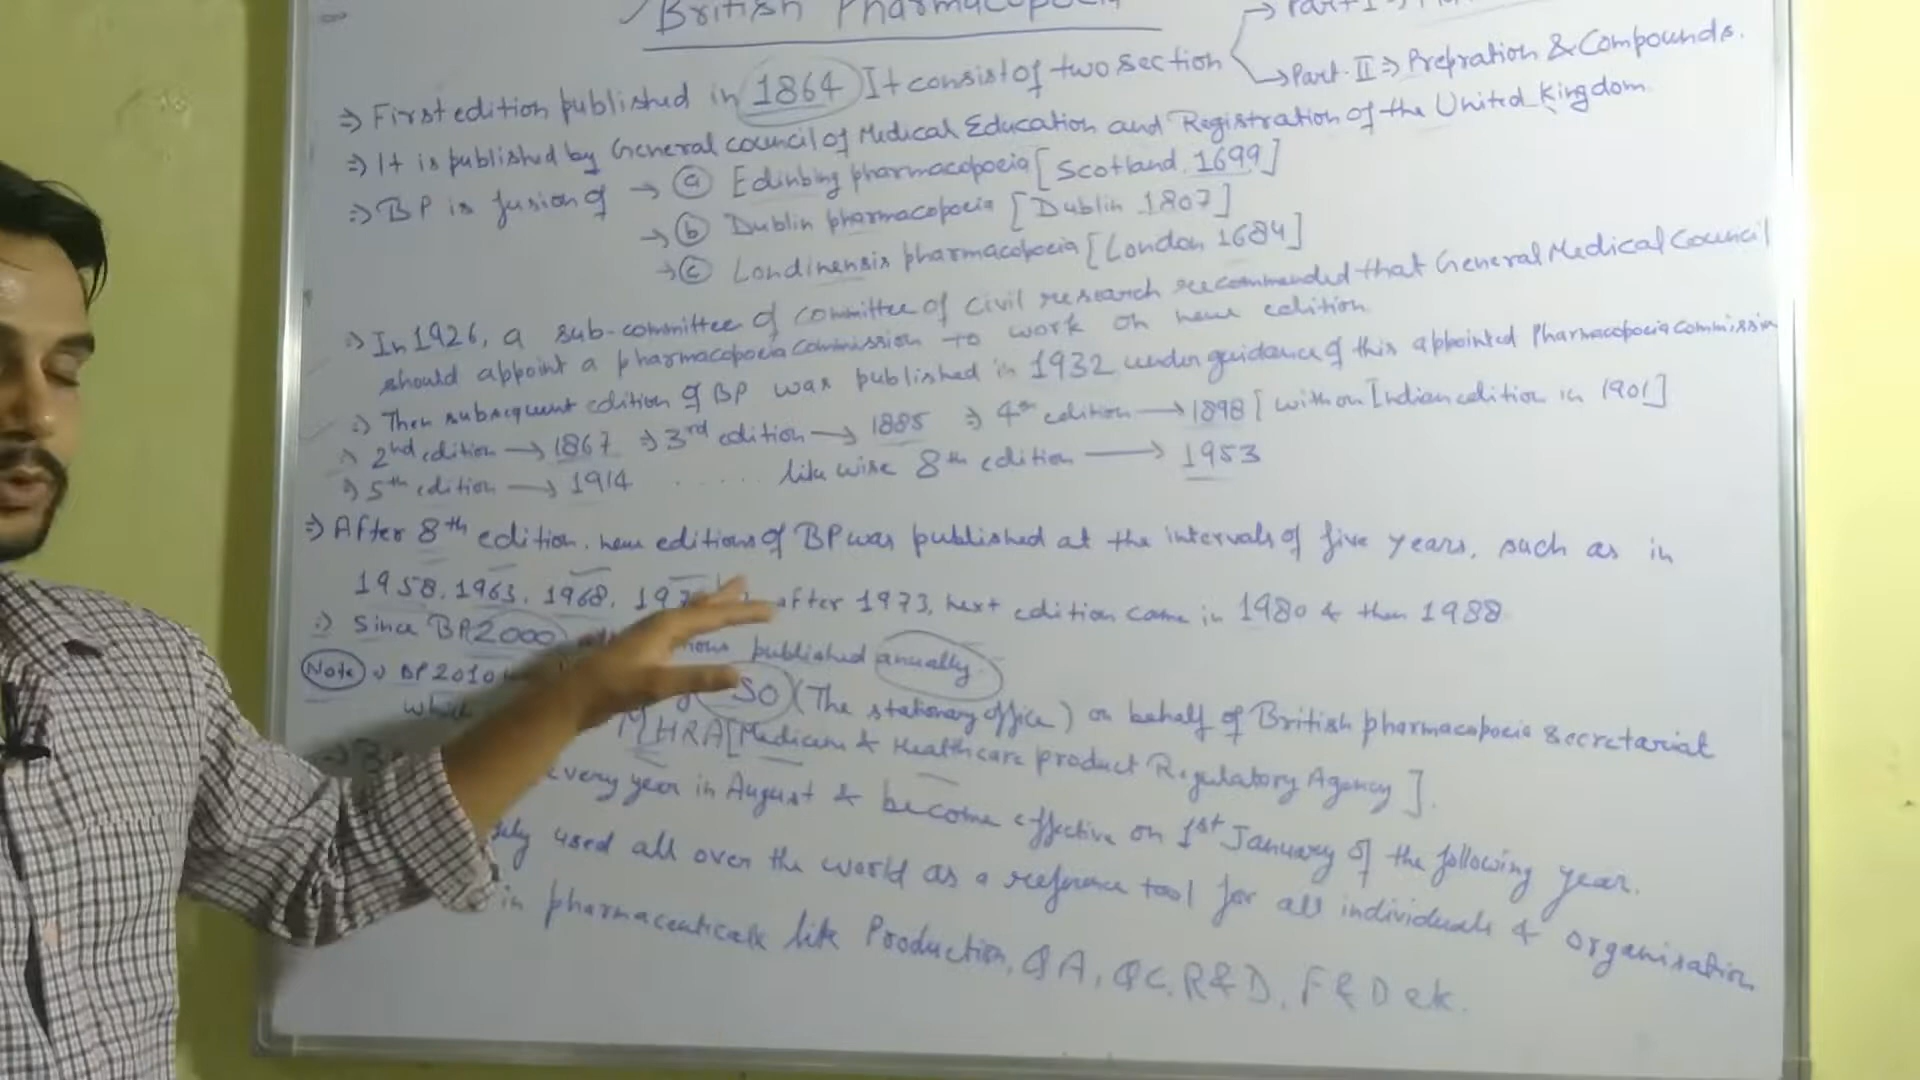 British Pharmacopoeia
→ Part I →
⇒ First edition published in 1864 It consist of two section
→ Part-II ⇒ Prepration & Compounds.
⇒ It is published by General council of Medical Education and Registration of the United Kingdom.
⇒ BP is fusion of → (a) Edinbing pharmacopoeia [Scotland 1699]
→ (b) Dublin pharmacopoeia [Dublin 1807]
→ (c) Londinensis pharmacopoeia [London 1684]
⇒ In 1926, a sub-committee of committee of civil research recommended that General Medical Council
should appoint a pharmacopoeia commission to work on new edition
⇒ Then subsequent edition of BP was published in 1932 under guidance of this appointed Pharmacopoeia commission
⇒ 2nd edition → 1867 ⇒ 3rd edition → 1885 ⇒ 4th edition → 1898 [with on Indian edition in 1901]
⇒ 5th edition → 1914 ...... like wise 8th edition → 1953
⇒ After 8th edition. new editions of BP was published at the intervals of five years, such as in
1958, 1963, 1968, after 1973, next edition came in 1980 & then 1988
⇒ Since BP 2000 published anually.
(Note) BP 2010
which SO (The stationary office) on behalf of British pharmacopoeia secretariat
MHRA [Medicine & Healthcare product Regulatory Agency].
every year in August & become effective on 1st January of the following year.
used all over the world as a reference tool for all individuals & organisation
in pharmaceuticals like Production, QA, QC, R&D, F&D etc.